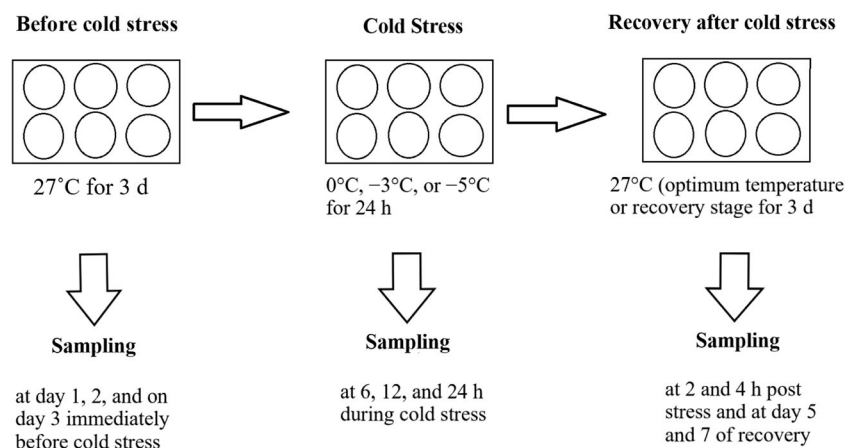 Before cold stress
Cold Stress
Recovery after cold stress
27˚C for 3 d
0°C, −3°C, or −5°C
for 24 h
27°C (optimum temperature
or recovery stage for 3 d
Sampling
Sampling
Sampling
at day 1, 2, and on
day 3 immediately
before cold stress
at 6, 12, and 24 h
during cold stress
at 2 and 4 h post
stress and at day 5
and 7 of recovery